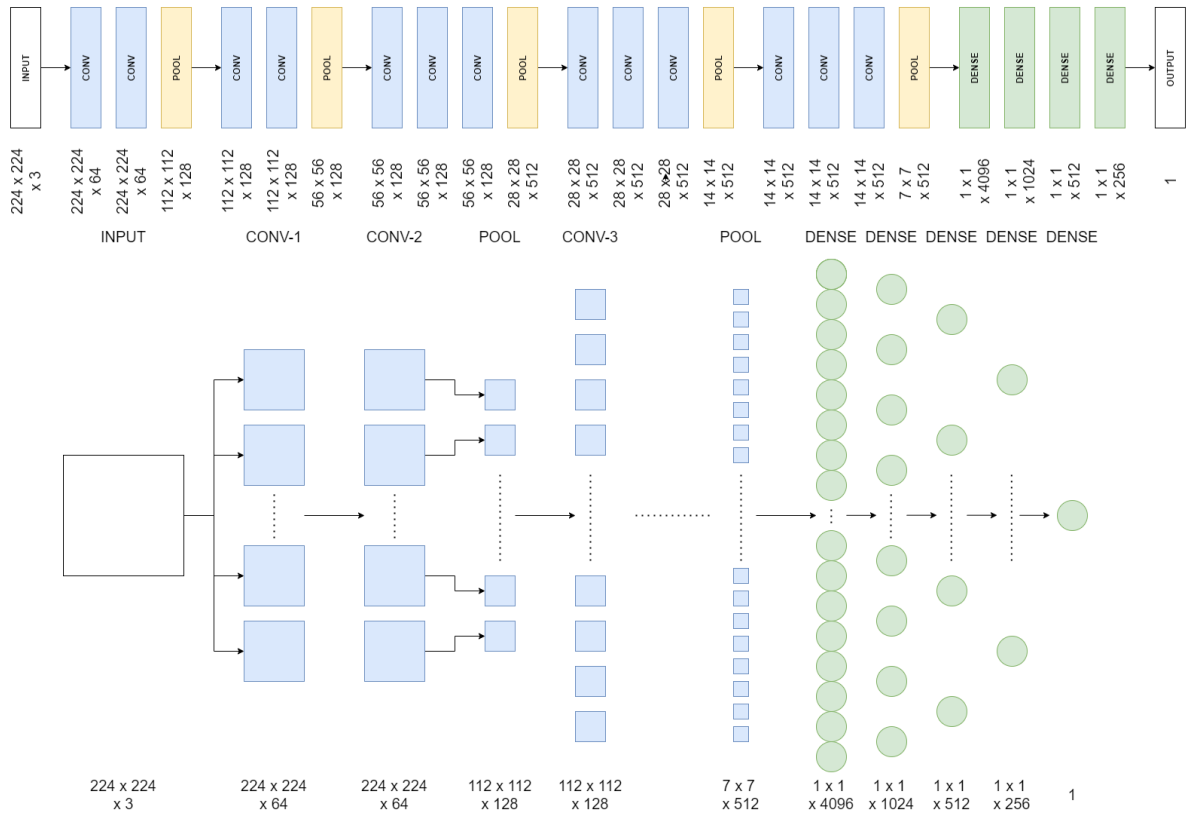 INPUT
CONV
CONV
POOL
CONV
CONV
POOL
CONV
CONV
CONV
POOL
CONV
CONV
CONV
POOL
CONV
CONV
CONV
POOL
DENSE
DENSE
DENSE
DENSE
OUTPUT
224 x 224
x 3
224 x 224
x 64
224 x 224
x 64
112 x 112
x 128
112 x 112
x 128
112 x 112
x 128
56 x 56
x 128
56 x 56
x 128
56 x 56
x 128
56 x 56
x 128
28 x 28
x 512
28 x 28
x 512
28 x 28
x 512
28 x 28
x 512
14 x 14
x 512
14 x 14
x 512
14 x 14
x 512
14 x 14
x 512
7 x 7
x 512
1 x 1
x 4096
1 x 1
x 1024
1 x 1
x 512
1 x 1
x 256
1
INPUT
CONV-1
CONV-2
POOL
CONV-3
POOL
DENSE
DENSE
DENSE
DENSE
DENSE
224 x 224
x 3
224 x 224
x 64
224 x 224
x 64
112 x 112
x 128
112 x 112
x 128
7 x 7
x 512
1 x 1
x 4096
1 x 1
x 1024
1 x 1
x 512
1 x 1
x 256
1